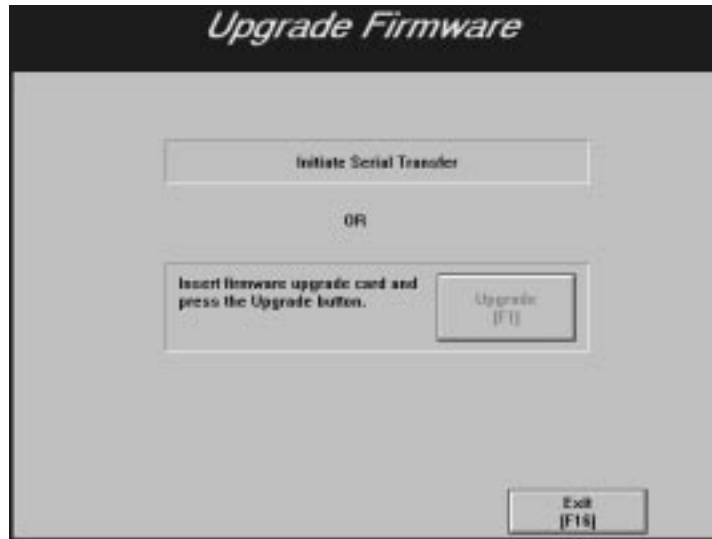 Upgrade Firmware
Initiate Serial Transfer
OR
Insert firmware upgrade card and
press the Upgrade button.
Upgrade
[F1]
Exit
[F16]